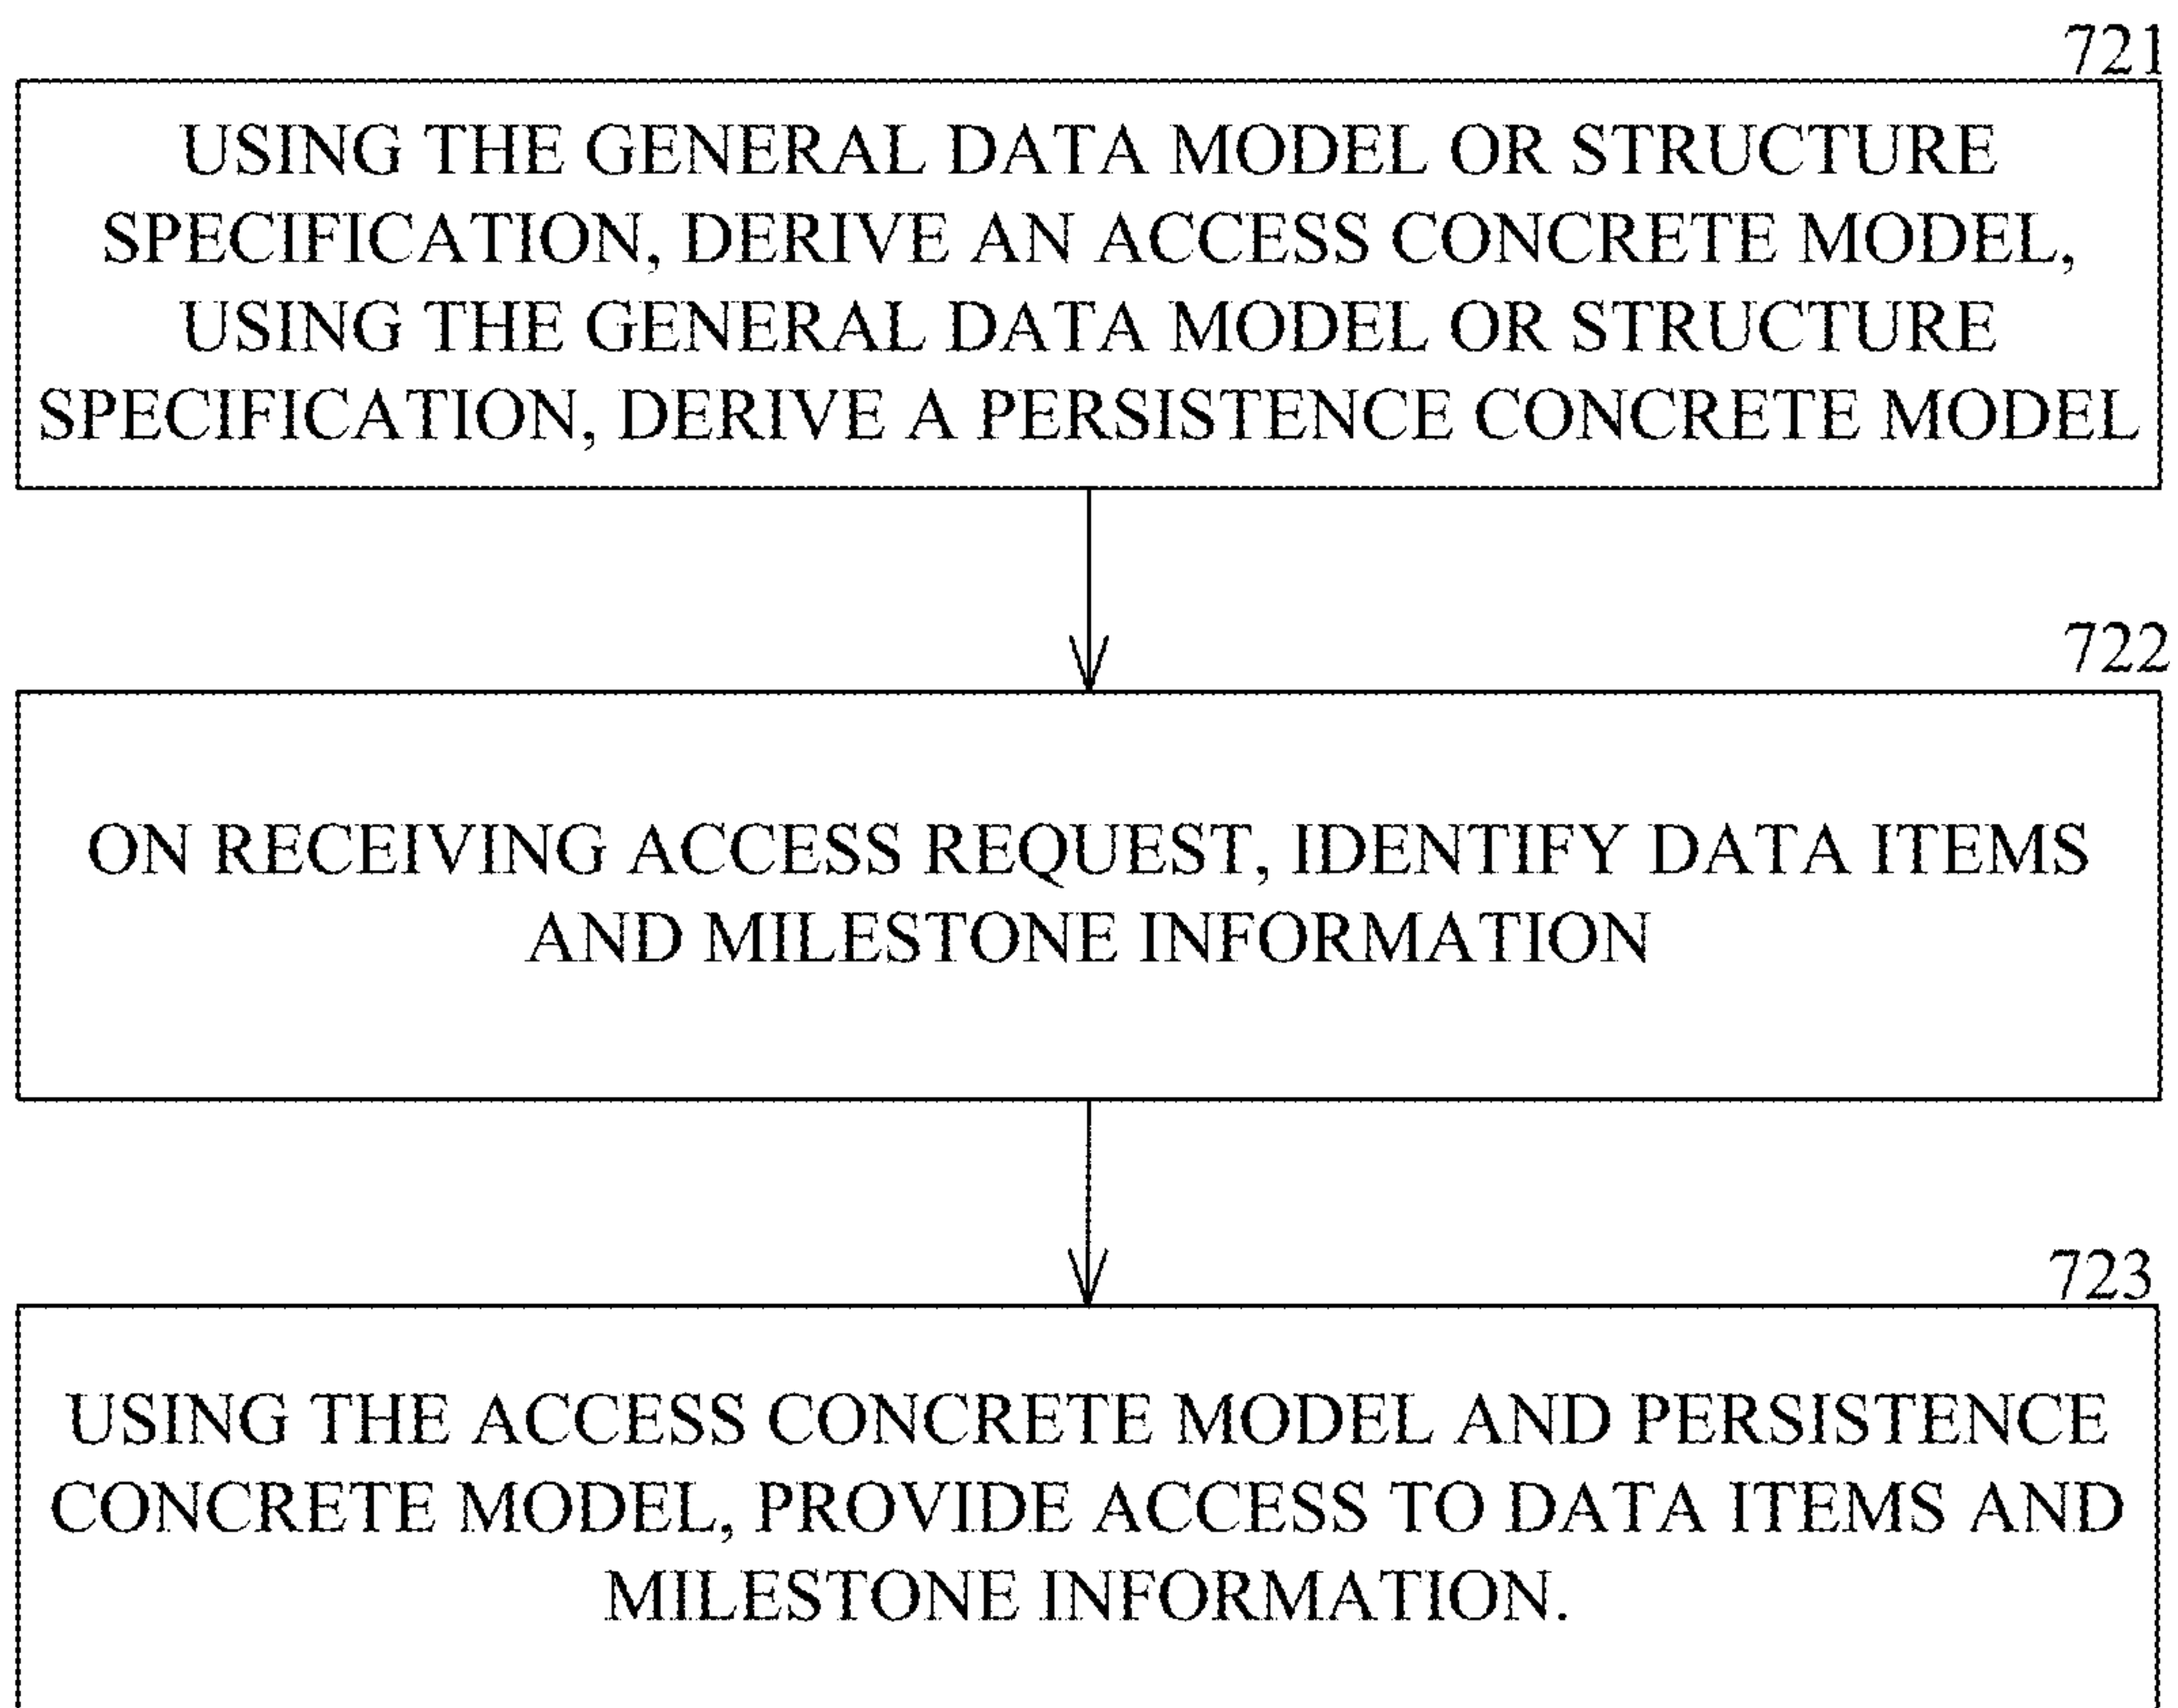 721
USING THE GENERAL DATA MODEL OR STRUCTURE
SPECIFICATION, DERIVE AN ACCESS CONCRETE MODEL,
USING THE GENERAL DATA MODEL OR STRUCTURE
SPECIFICATION, DERIVE A PERSISTENCE CONCRETE MODEL
722
ON RECEIVING ACCESS REQUEST, IDENTIFY DATA ITEMS
AND MILESTONE INFORMATION
723
USING THE ACCESS CONCRETE MODEL AND PERSISTENCE
CONCRETE MODEL, PROVIDE ACCESS TO DATA ITEMS AND
MILESTONE INFORMATION.